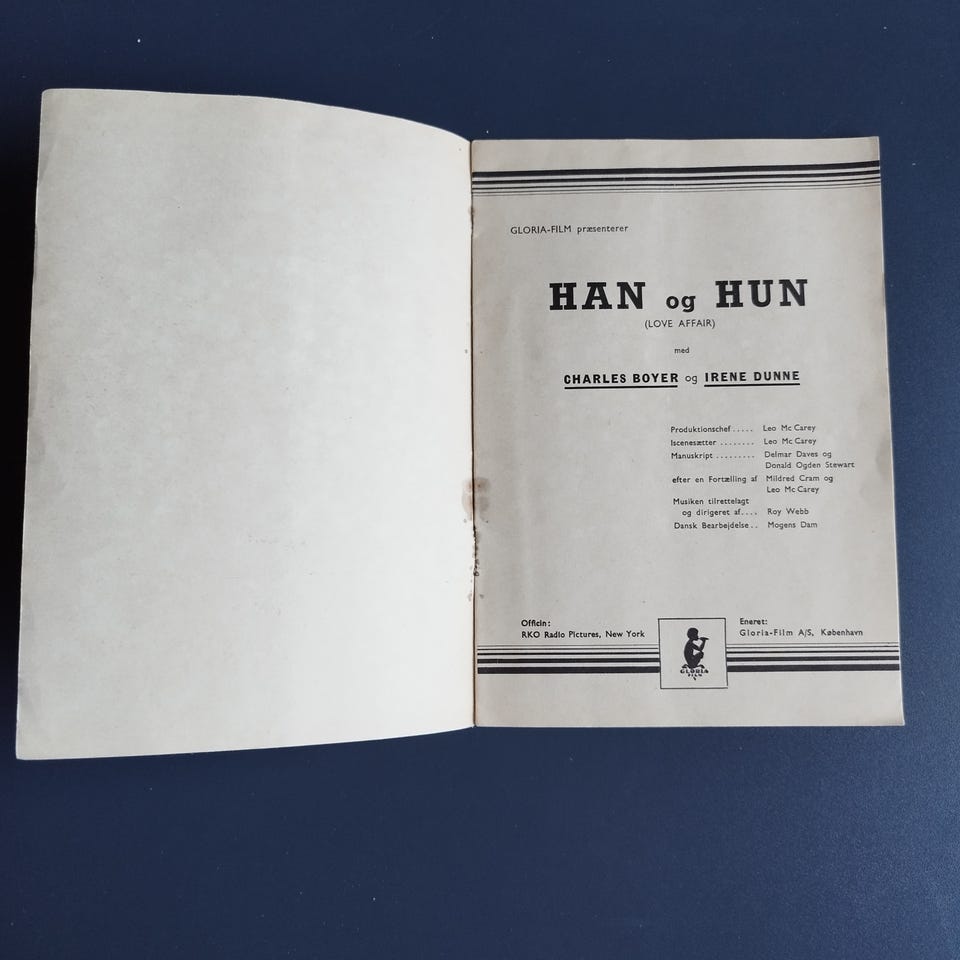 GLORIA-FILM præsenterer
HAN og HUN
(LOVE AFFAIR)
med
CHARLES BOYER og IRENE DUNNE
Produktionschef..... Leo Mc Carey
Iscenesætter ........ Leo Mc Carey
Manuskript ......... Delmar Daves og
Donald Ogden Stewart
efter en Fortælling af Mildred Cram og
Leo Mc Carey
Musiken tilrettelagt
og dirigeret af.... Roy Webb
Dansk Bearbejdelse.. Mogens Dam
Officin:
RKO Radio Pictures, New York
Eneret:
Gloria-Film A/S, København
GLORIA
FILM